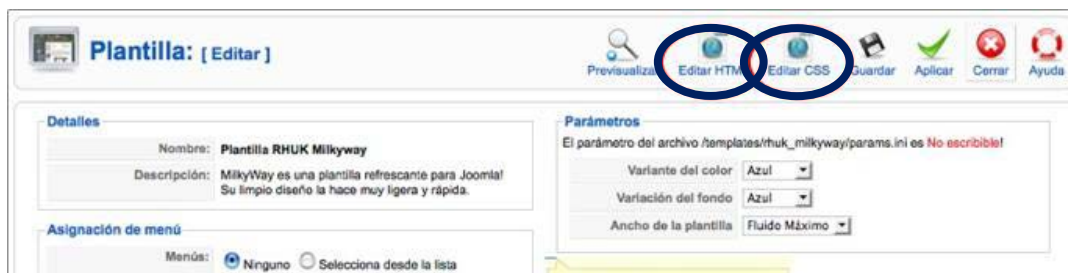 Plantilla: [ Editar ]
Previsualiza Editar HTM Editar CSS Guardar Aplicar Cerrar Ayuda
Detalles
Nombre: Plantilla RHUK Milkyway
Descripción: MilkyWay es una plantilla refrescante para Joomla!
Su limpio diseño la hace muy ligera y rápida.
Asignación de menú
Menús: Ninguno Selecciona desde la lista
Parámetros
El parámetro del archivo /templates/rhuk_milkyway/params.ini es No escribible!
Variante del color Azul
Variación del fondo Azul
Ancho de la plantilla Fluido Máximo